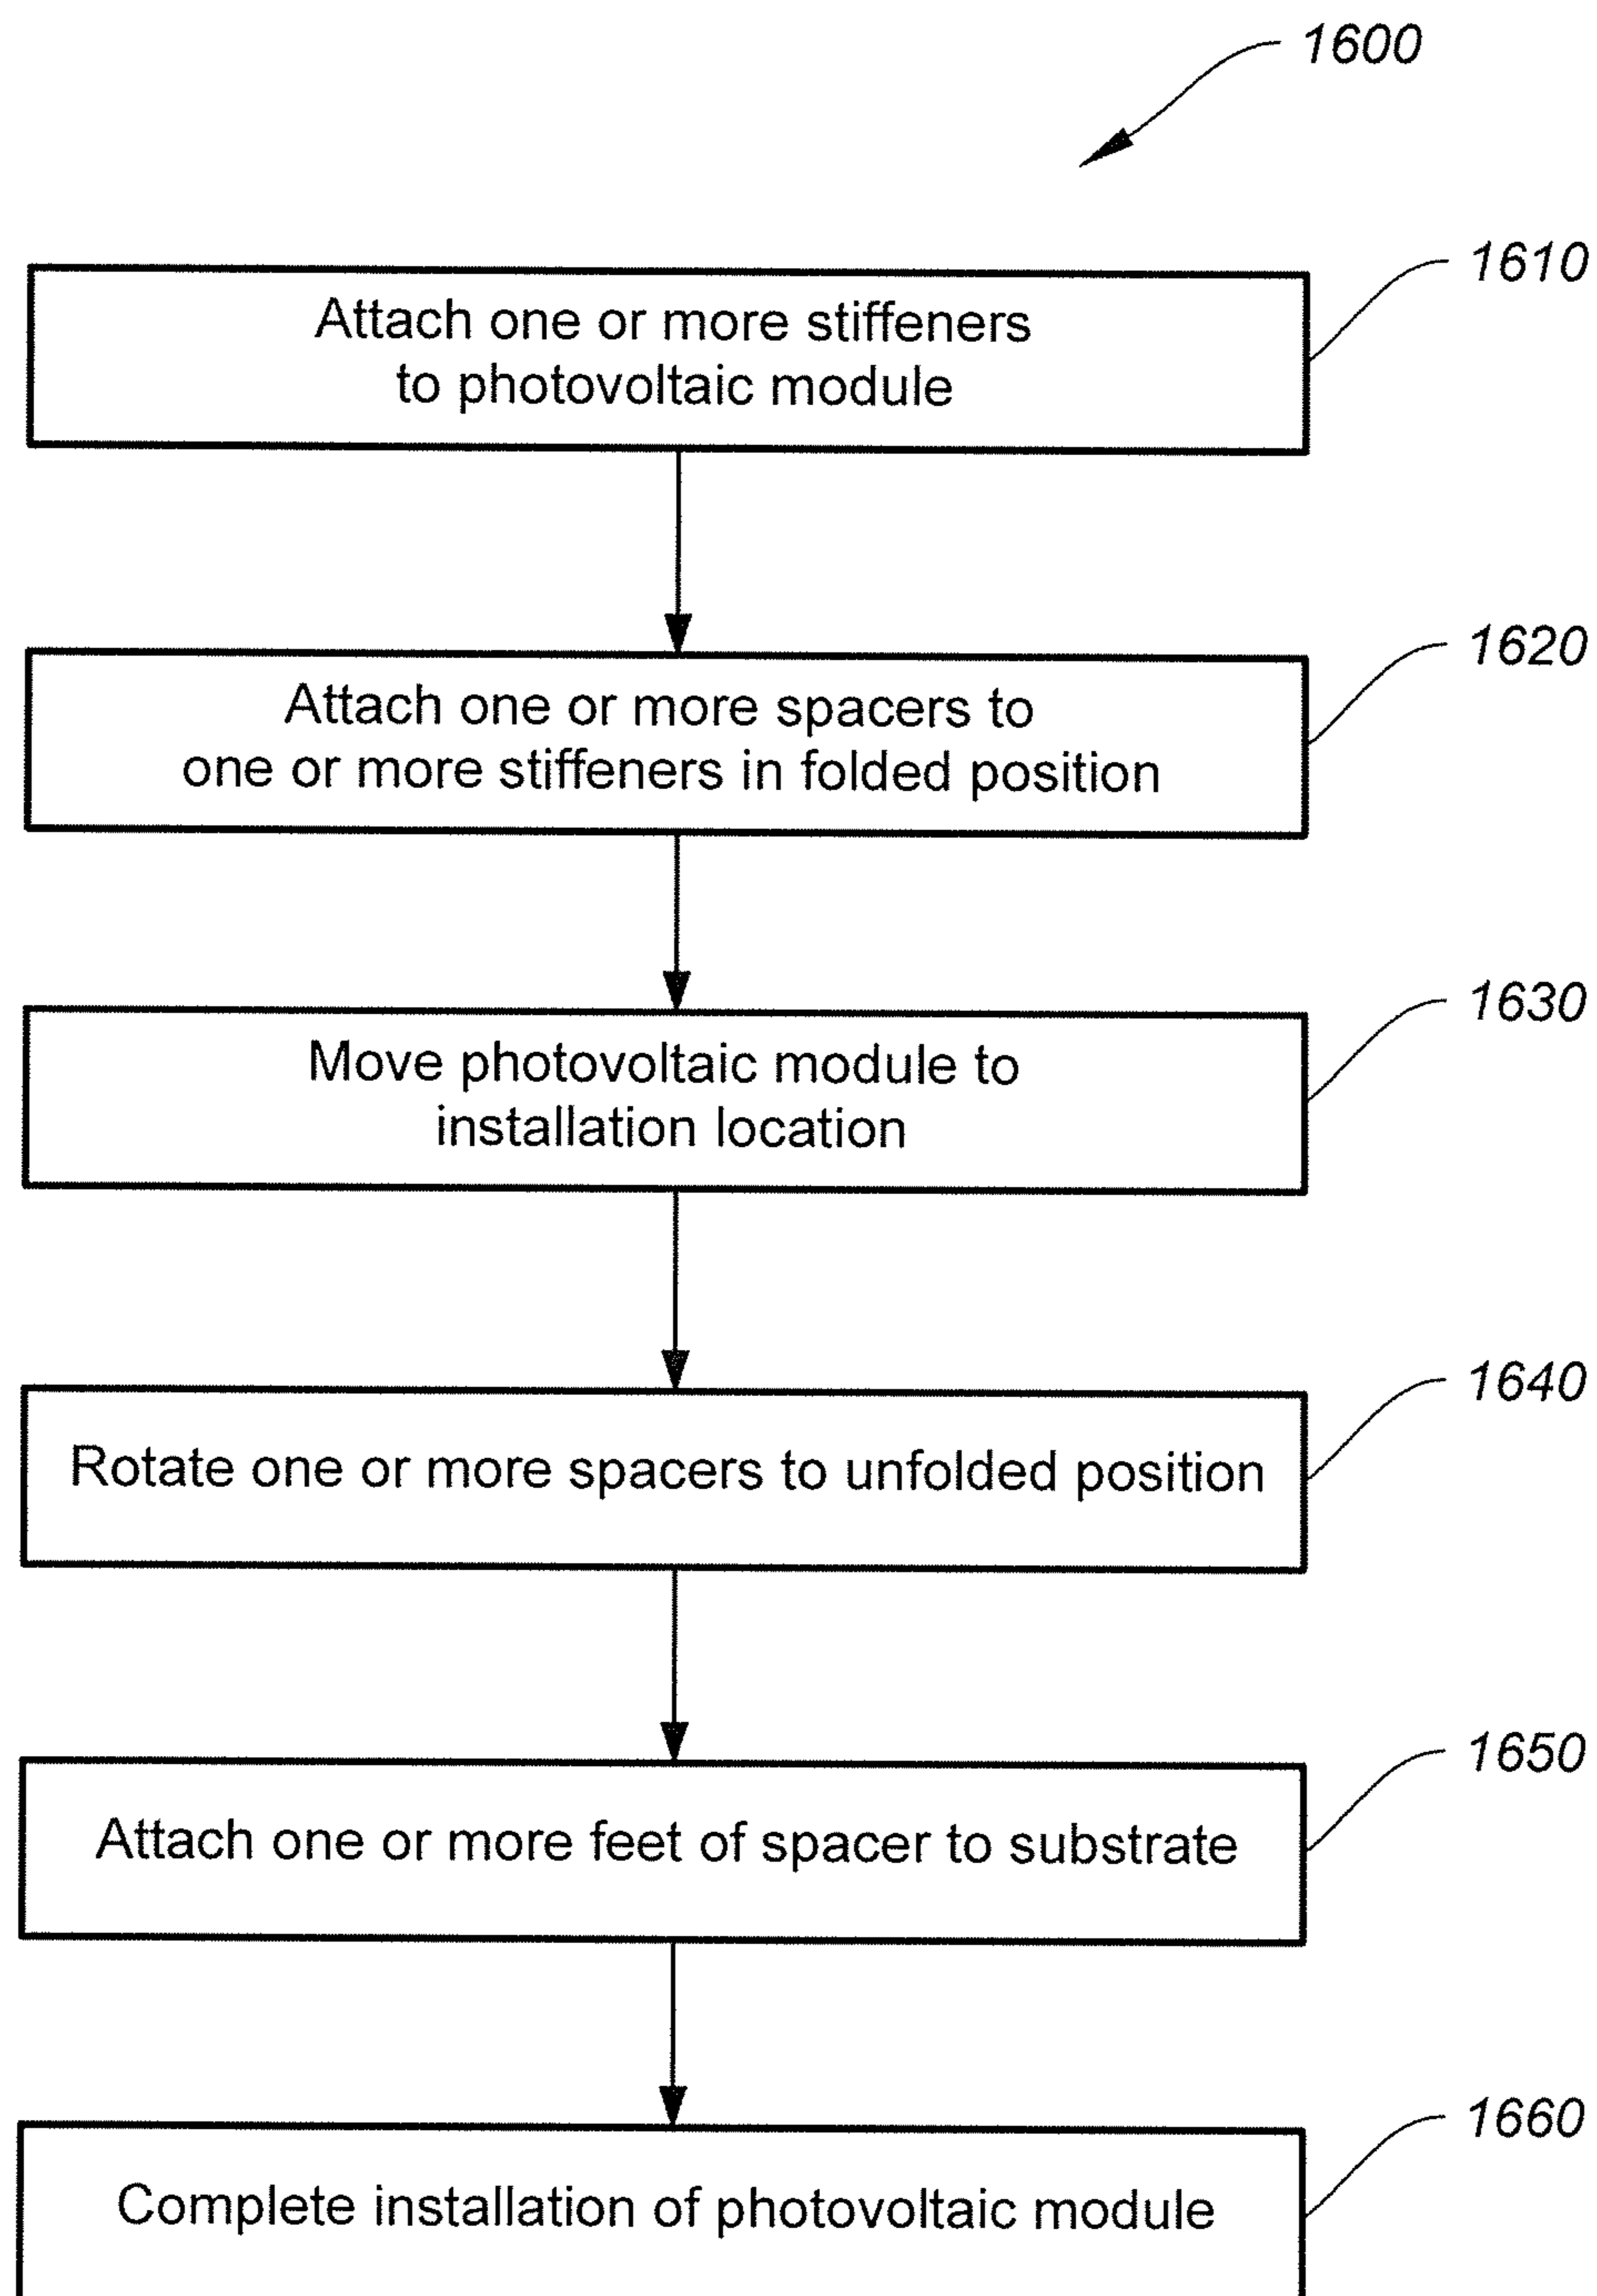 1600
1610
Attach one or more stiffeners
to photovoltaic module
1620
Attach one or more spacers to
one or more stiffeners in folded position
1630
Move photovoltaic module to
installation location
1640
Rotate one or more spacers to unfolded position
1650
Attach one or more feet of spacer to substrate
1660
Complete installation of photovoltaic module